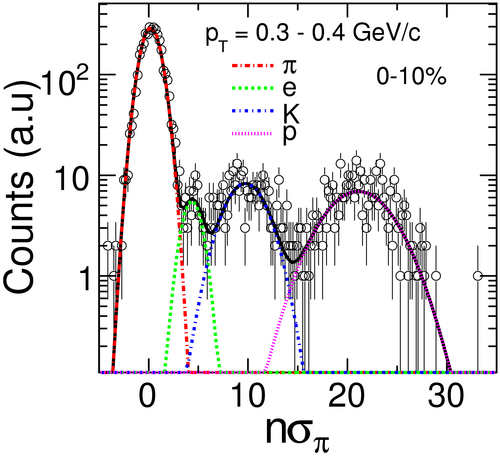 p_T = 0.3 - 0.4 GeV/c
π
0-10%
e
K
p
Counts (a.u)
10^2
10
1
0 10 20 30
nσ_π